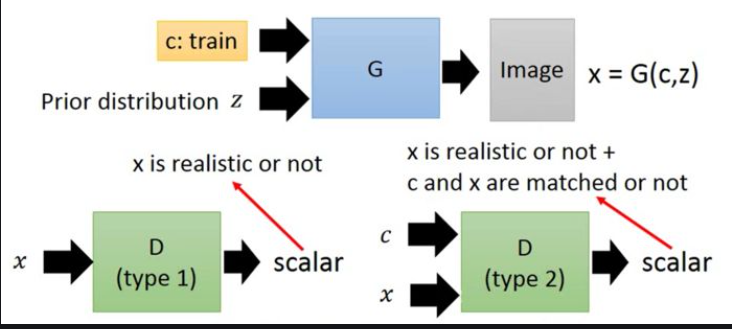 c: train
G
Image
x = G(c,z)
Prior distribution z
x is realistic or not
x is realistic or not +
c and x are matched or not
x
D
(type 1)
scalar
c
x
D
(type 2)
scalar